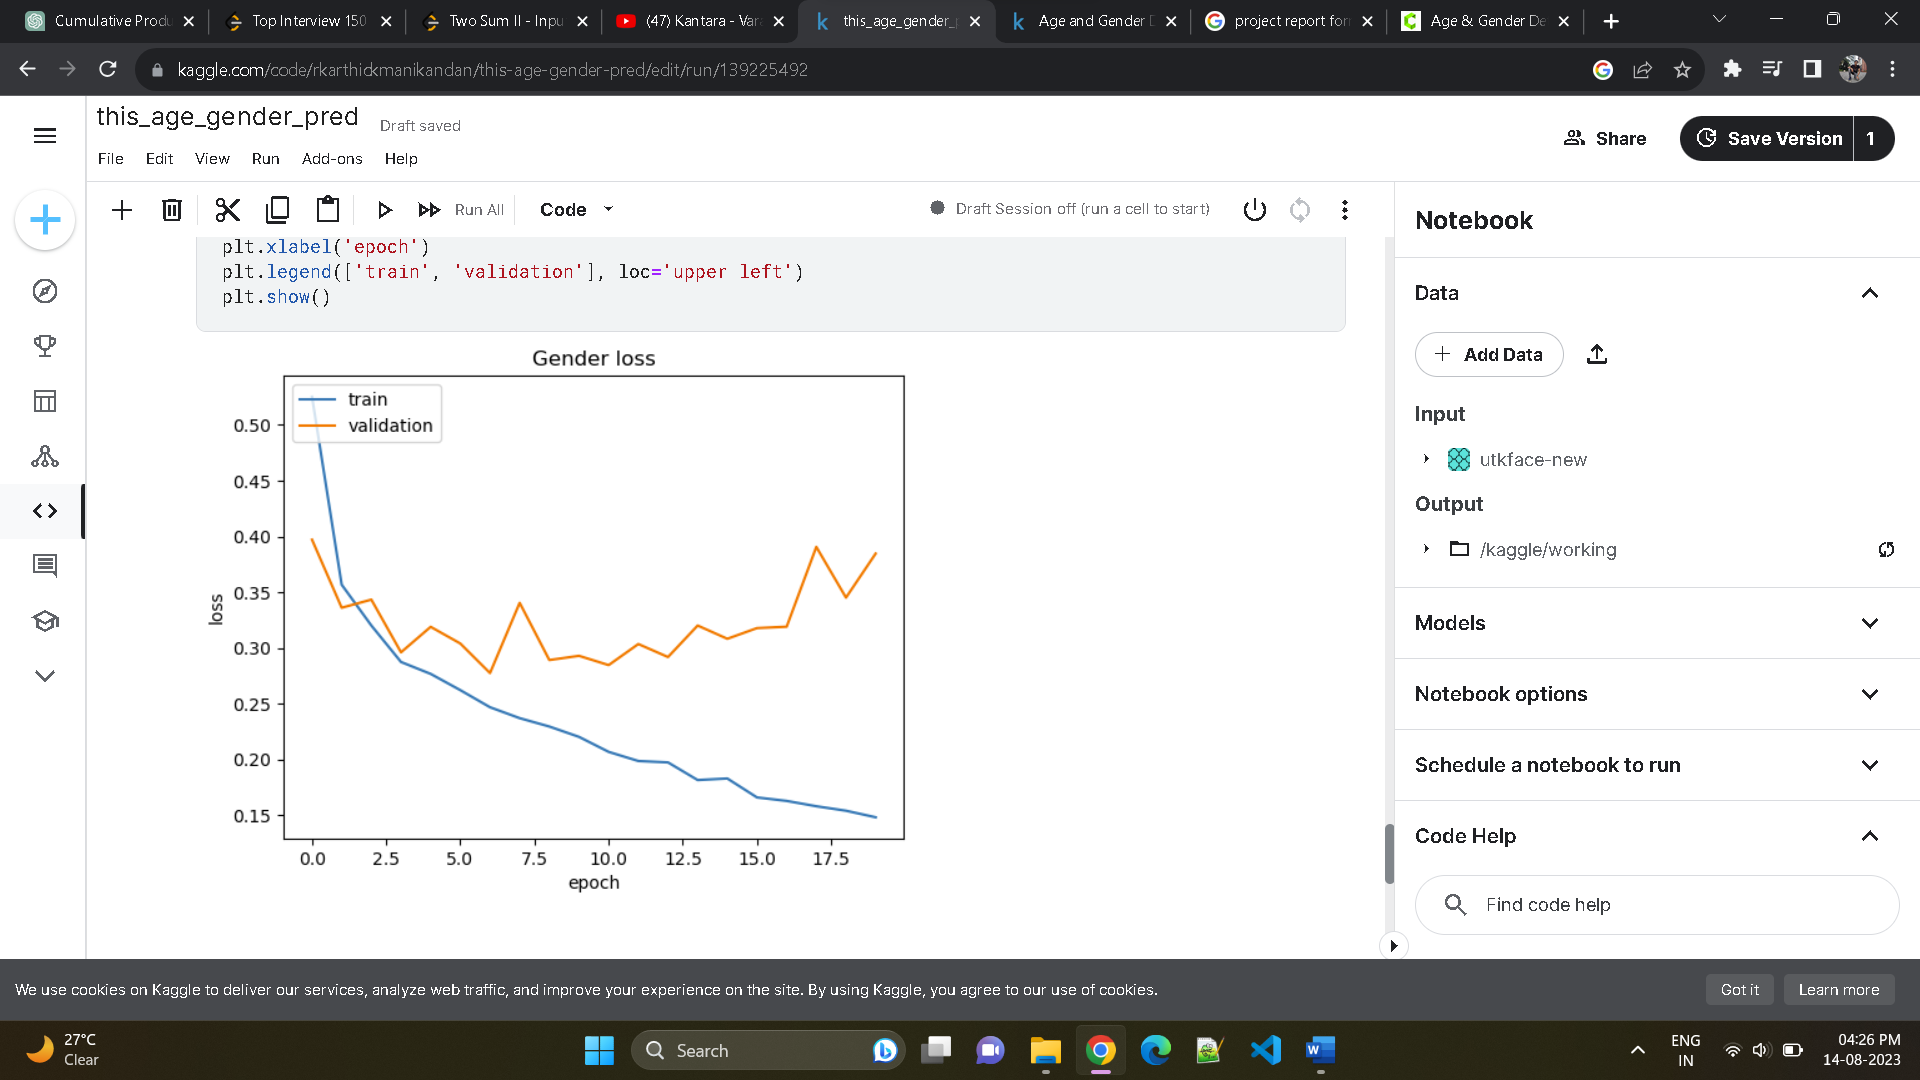 Cumulative Produ
Top Interview 150
Two Sum II - Inpu
(47) Kantara - Vara
this_age_gender_p
Age and Gender D
project report for
Age & Gender De
kaggle.com/code/rkarthickmanikandan/this-age-gender-pred/edit/run/139225492
this_age_gender_pred
Draft saved
File
Edit
View
Run
Add-ons
Help
Share
Save Version
1
Run All
Code
Draft Session off (run a cell to start)
plt.xlabel('epoch')
plt.legend(['train', 'validation'], loc='upper left')
plt.show()
Gender loss
train
validation
0.50
0.45
0.40
0.35
0.30
0.25
0.20
0.15
loss
0.0
2.5
5.0
7.5
10.0
12.5
15.0
17.5
epoch
Notebook
Data
Add Data
Input
utkface-new
Output
/kaggle/working
Models
Notebook options
Schedule a notebook to run
Code Help
Find code help
We use cookies on Kaggle to deliver our services, analyze web traffic, and improve your experience on the site. By using Kaggle, you agree to our use of cookies.
Got it
Learn more
27°C
Clear
Search
ENG
IN
04:26 PM
14-08-2023